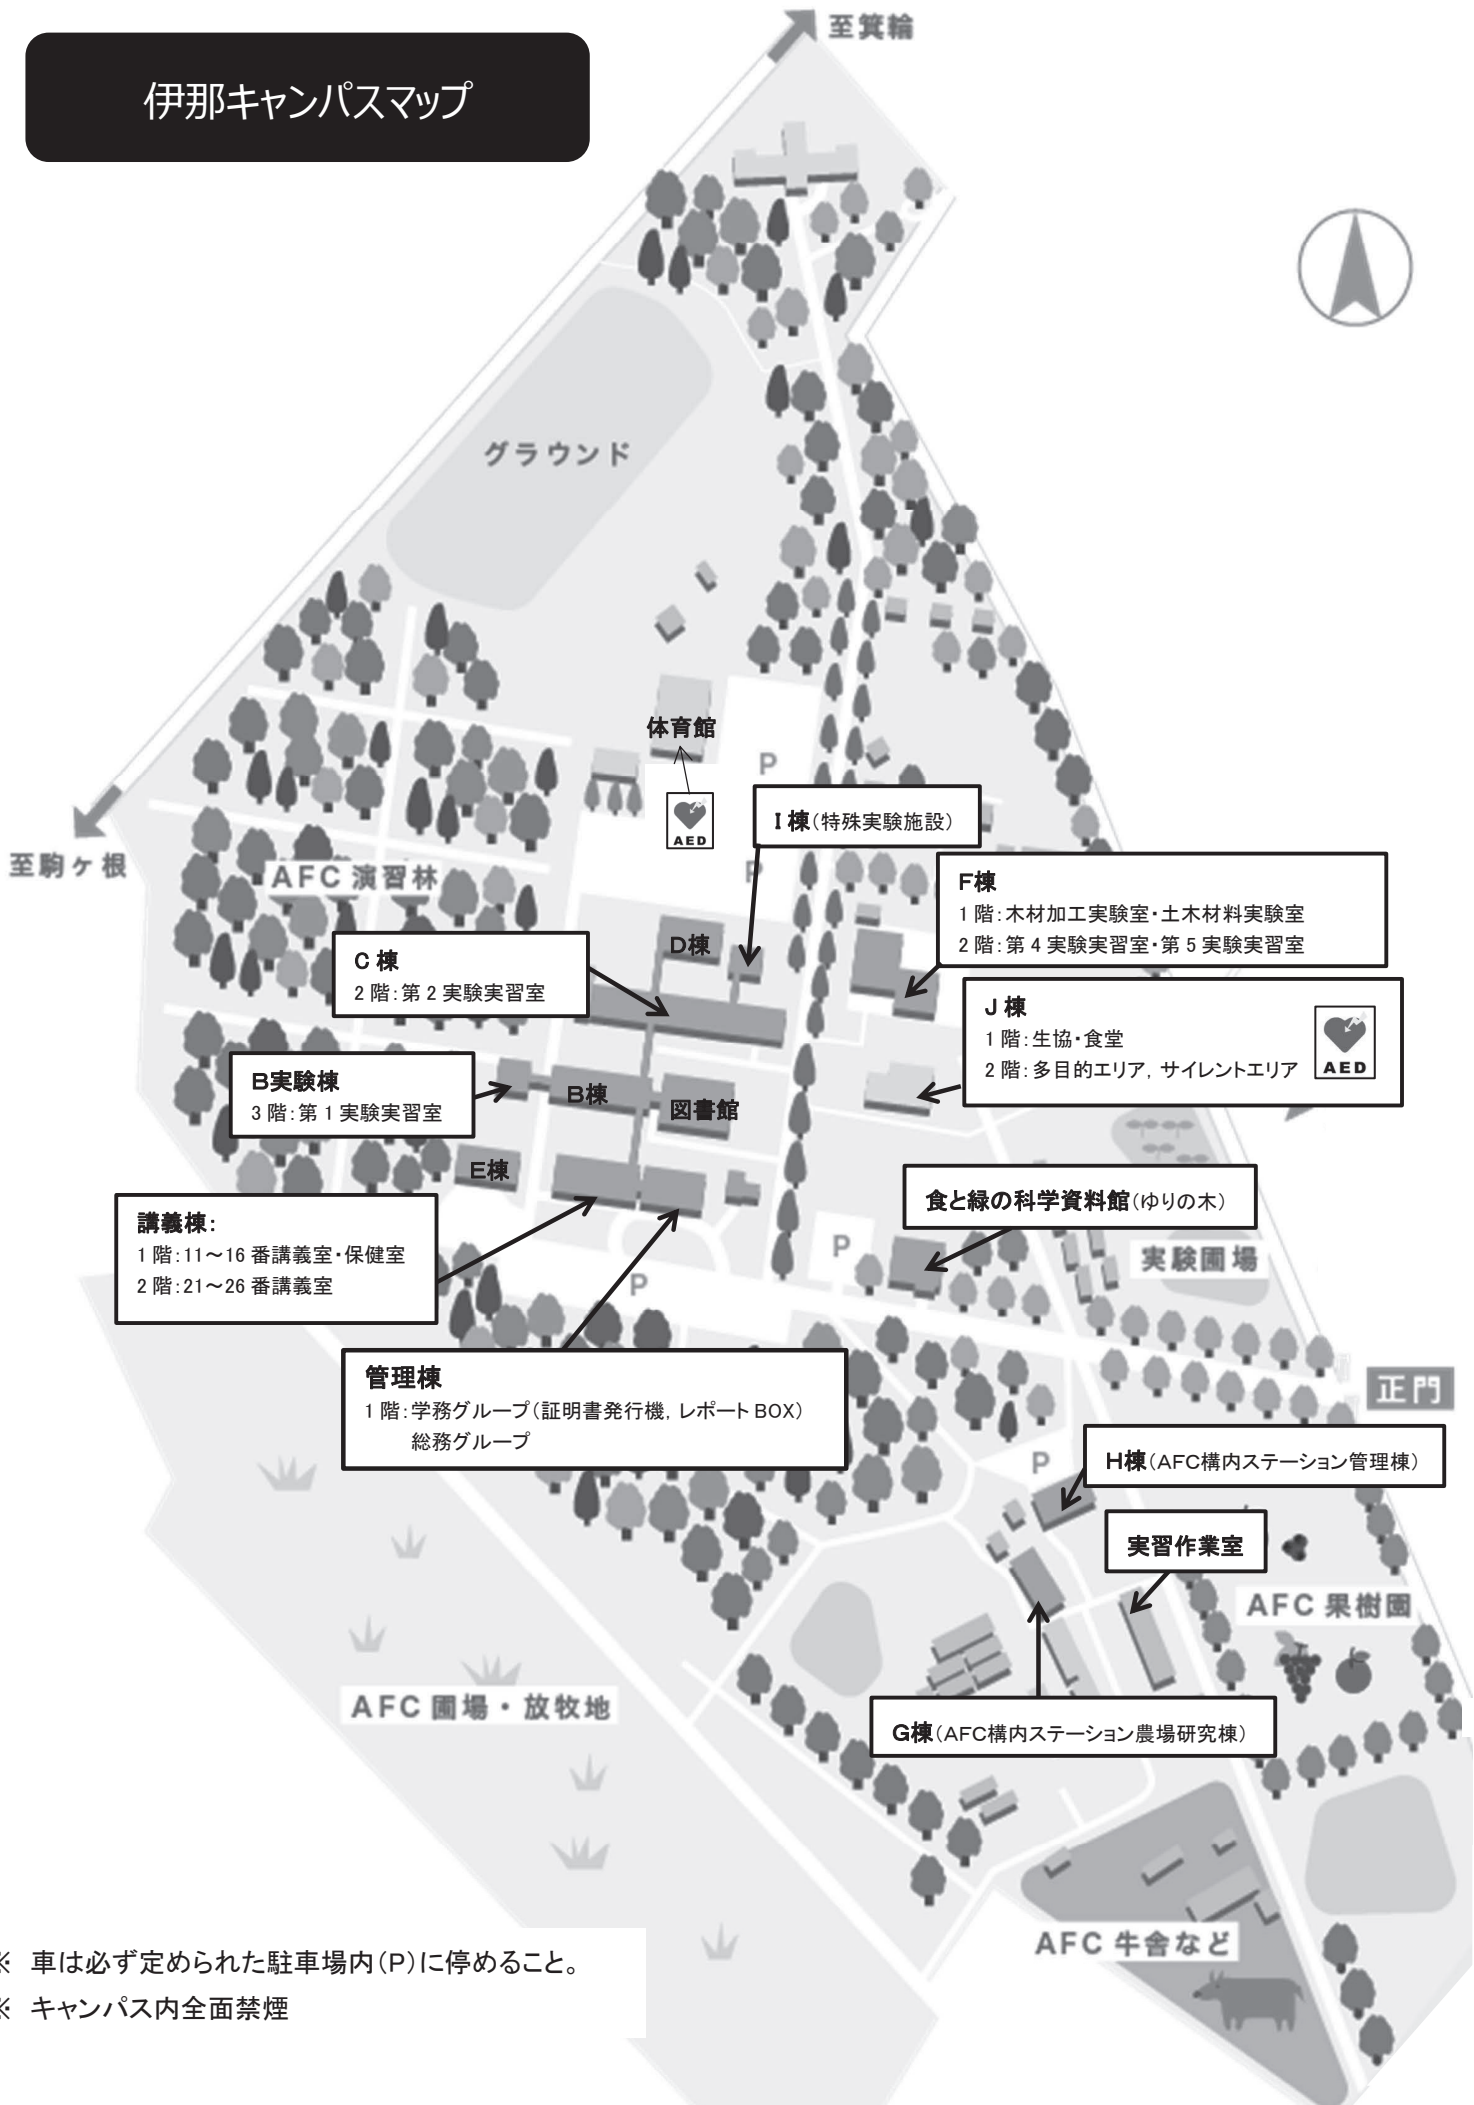 伊那キャンパスマップ
至箕輪
グラウンド
体育館
P
AED
I 棟(特殊実験施設)
P
至駒ヶ根
AFC 演習林
F棟
1 階:木材加工実験室・土木材料実験室
2 階:第 4 実験実習室・第 5 実験実習室
D棟
C 棟
2 階:第 2 実験実習室
J 棟
1 階:生協・食堂
2 階:多目的エリア, サイレントエリア
AED
B実験棟
3 階:第 1 実験実習室
B棟
図書館
E棟
食と緑の科学資料館(ゆりの木)
講義棟:
1 階:11～16 番講義室・保健室
2 階:21～26 番講義室
P
実験圃場
P
管理棟
1 階:学務グループ(証明書発行機, レポート BOX)
総務グループ
正門
P
H棟(AFC構内ステーション管理棟)
実習作業室
AFC 果樹園
AFC 圃場・放牧地
G棟(AFC構内ステーション農場研究棟)
AFC 牛舎など
※ 車は必ず定められた駐車場内(P)に停めること。
※ キャンパス内全面禁煙